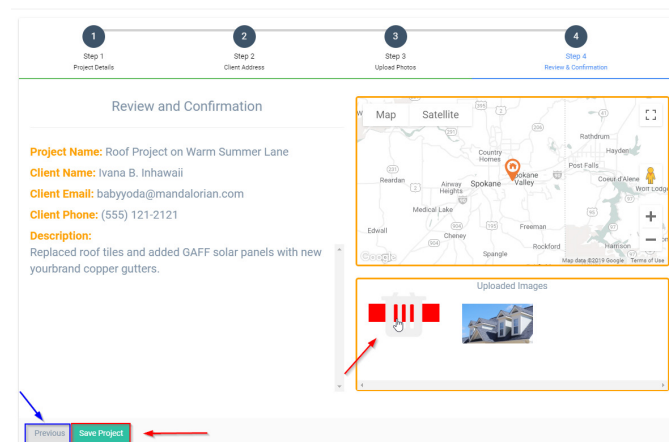 1
2
3
4
Step 1
Project Details
Step 2
Client Address
Step 3
Upload Photos
Step 4
Review & Confirmation
Review and Confirmation
Project Name: Roof Project on Warm Summer Lane
Client Name: Ivana B. Inhawaii
Client Email: babyyoda@mandalorian.com
Client Phone: (555) 121-2121
Description:
Replaced roof tiles and added GAFF solar panels with new
yourbrand copper gutters.
Map
Satellite
Rathdrum
Country
Homes
Hayden
Post Falls
Reardan
Airway
Heights
Spokane
Spokane
Valley
Coeur d'Alene
Wolf Lodge
Medical Lake
Edwall
Cheney
Freeman
Rockford
Harrison
Spangle
Google
Map data ©2019 Google
Terms of Use
Uploaded Images
Previous
Save Project